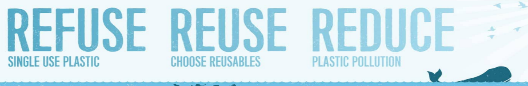 REFUSE REUSE REDUCE
SINGLE USE PLASTIC CHOOSE REUSABLES PLASTIC POLLUTION